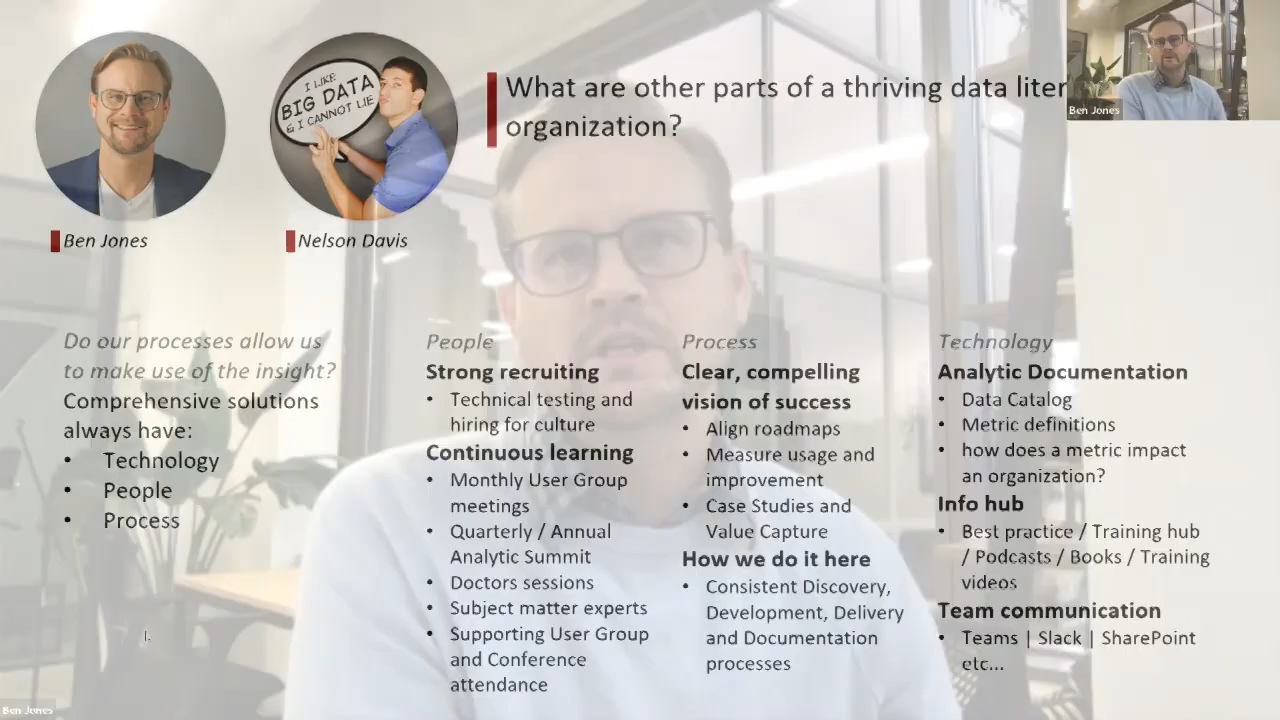 I LIKE
BIG DATA
& I CANNOT LIE
What are other parts of a thriving data liter
organization?
Ben Jones
Ben Jones
Nelson Davis
Do our processes allow us
to make use of the insight?
Comprehensive solutions
always have:
• Technology
• People
• Process
People
Strong recruiting
• Technical testing and
hiring for culture
Continuous learning
• Monthly User Group
meetings
• Quarterly / Annual
Analytic Summit
• Doctors sessions
• Subject matter experts
• Supporting User Group
and Conference
attendance
Process
Clear, compelling
vision of success
• Align roadmaps
• Measure usage and
improvement
• Case Studies and
Value Capture
How we do it here
• Consistent Discovery,
Development, Delivery
and Documentation
processes
Technology
Analytic Documentation
• Data Catalog
• Metric definitions
• how does a metric impact
an organization?
Info hub
• Best practice / Training hub
/ Podcasts / Books / Training
videos
Team communication
• Teams | Slack | SharePoint
etc...
Ben Jones